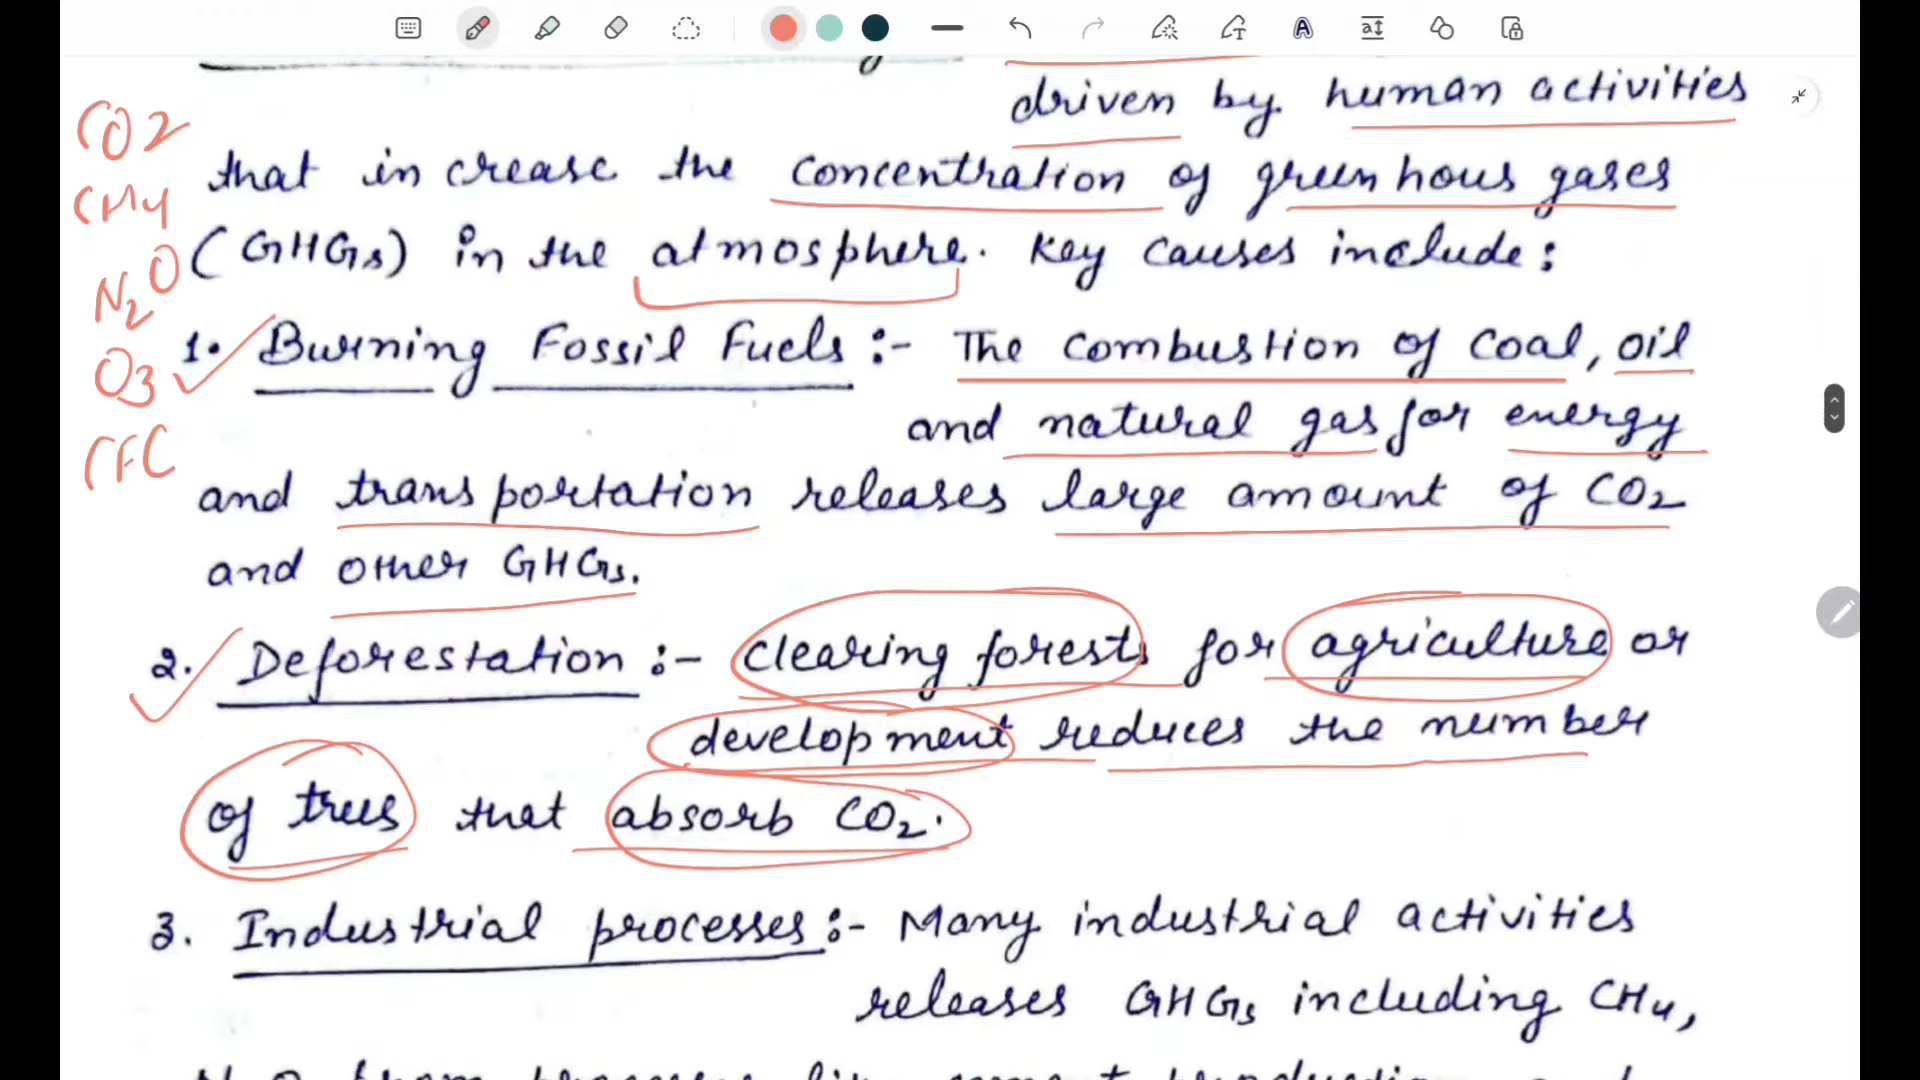 driven by human activities
CO2
that in crease the concentration of greenhous gases
CH4
(GHGs) in the atmosphere. Key causes include:
N2O
1. Burning Fossil Fuels :- The combustion of coal, oil
O3
and natural gas for energy
CFC
and transportation releases large amount of CO2
and other GHGs.
2. Deforestation :- clearing forests for agriculture or
development reduces the number
of trees that absorb CO2.
3. Industrial processes :- Many industrial activities
releases GHGs including CH4,